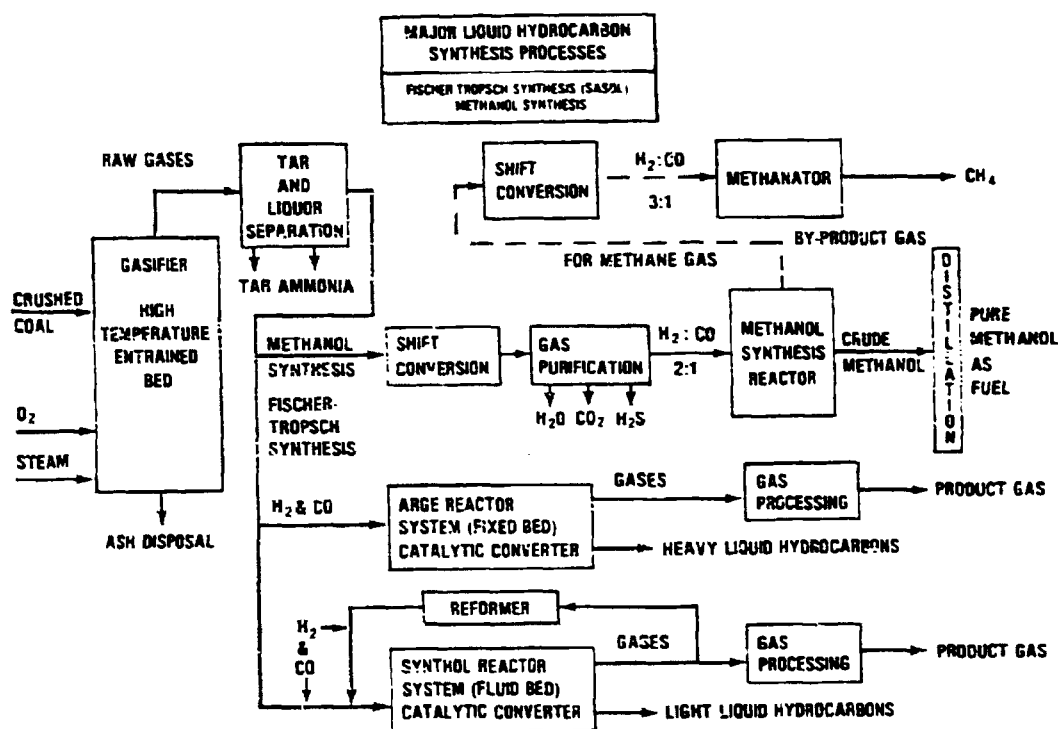 MAJOR LIQUID HYDROCARBON
SYNTHESIS PROCESSES
FISCHER TROPSCH SYNTHESIS (SASOL)
METHANOL SYNTHESIS
RAW GASES
TAR
AND
LIQUOR
SEPARATION
TAR AMMONIA
GASIFIER
HIGH
TEMPERATURE
ENTRAINED
BED
CRUSHED
COAL
O2
STEAM
ASH DISPOSAL
SHIFT
CONVERSION
H2:CO
3:1
METHANATOR
CH4
BY-PRODUCT GAS
FOR METHANE GAS
METHANOL
SYNTHESIS
SHIFT
CONVERSION
GAS
PURIFICATION
H2O CO2 H2S
H2:CO
2:1
METHANOL
SYNTHESIS
REACTOR
CRUDE
METHANOL
DISTILLATION
PURE
METHANOL
AS
FUEL
FISCHER-
TROPSCH
SYNTHESIS
H2 & CO
ARGE REACTOR
SYSTEM (FIXED BED)
CATALYTIC CONVERTER
GASES
GAS
PROCESSING
PRODUCT GAS
HEAVY LIQUID HYDROCARBONS
REFORMER
H2
&
CO
SYNTHOL REACTOR
SYSTEM (FLUID BED)
CATALYTIC CONVERTER
GASES
GAS
PROCESSING
PRODUCT GAS
LIGHT LIQUID HYDROCARBONS